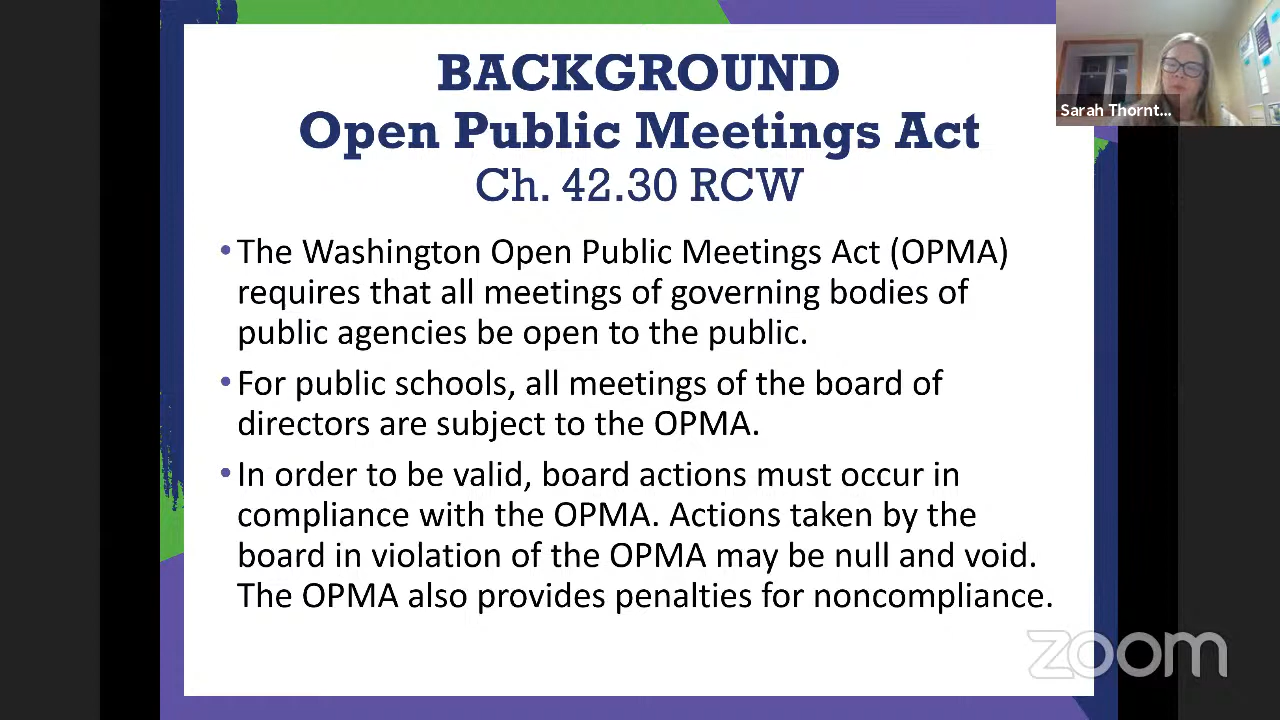 BACKGROUND
Open Public Meetings Act
Ch. 42.30 RCW
Sarah Thornt...
• The Washington Open Public Meetings Act (OPMA)
requires that all meetings of governing bodies of
public agencies be open to the public.
• For public schools, all meetings of the board of
directors are subject to the OPMA.
• In order to be valid, board actions must occur in
compliance with the OPMA. Actions taken by the
board in violation of the OPMA may be null and void.
The OPMA also provides penalties for noncompliance.
zoom